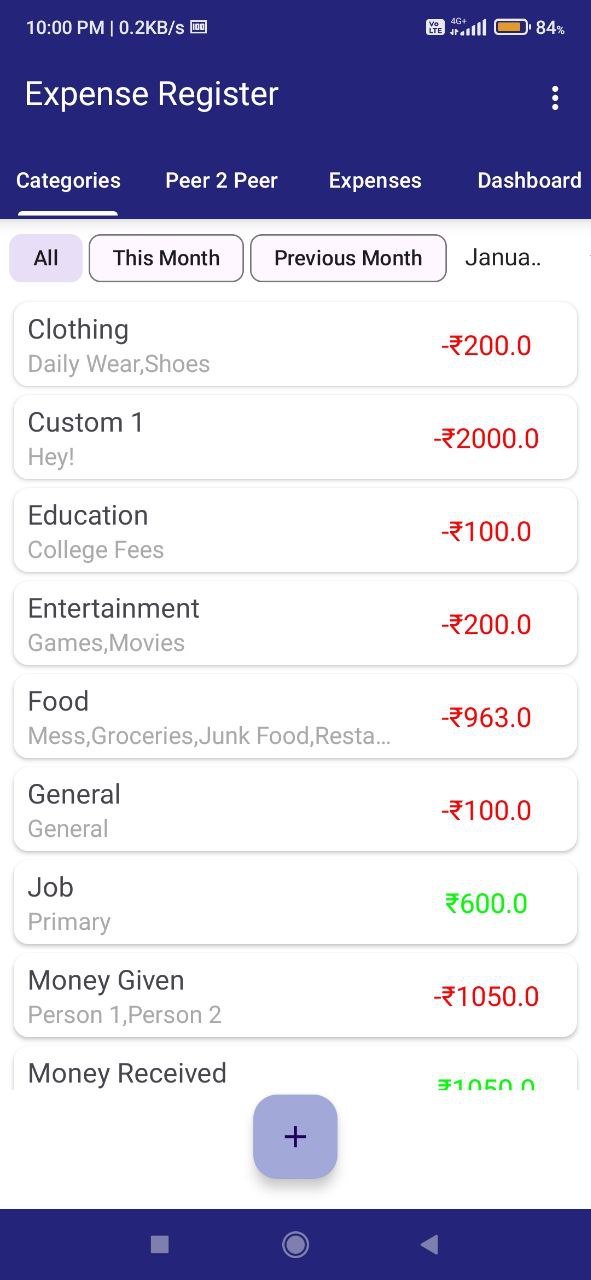 10:00 PM | 0.2KB/s
Vo LTE 4G+ 84%
Expense Register
Categories Peer 2 Peer Expenses Dashboard
All This Month Previous Month Janua..
Clothing -₹200.0
Daily Wear,Shoes
Custom 1 -₹2000.0
Hey!
Education -₹100.0
College Fees
Entertainment -₹200.0
Games,Movies
Food -₹963.0
Mess,Groceries,Junk Food,Resta...
General -₹100.0
General
Job ₹600.0
Primary
Money Given -₹1050.0
Person 1,Person 2
Money Received ₹1050.0
+